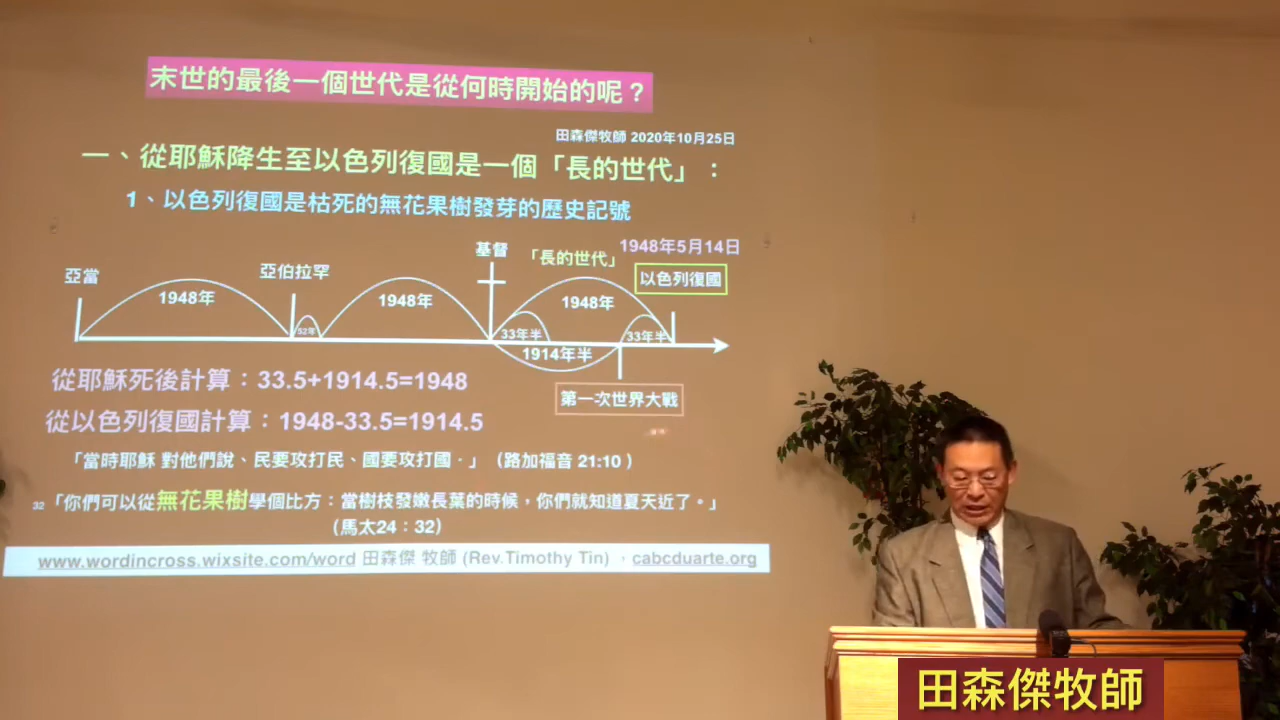 末世的最後一個世代是從何時開始的呢？
田森傑牧師 2020年10月25日
一、從耶穌降生至以色列復國是一個「長的世代」：
1、以色列復國是枯死的無花果樹發芽的歷史記號
亞當
亞伯拉罕
基督
「長的世代」
1948年5月14日
以色列復國
1948年
52年
1948年
1948年
33年半
33年半
1914年半
第一次世界大戰
從耶穌死後計算：33.5+1914.5=1948
從以色列復國計算：1948-33.5=1914.5
「當時耶穌 對他們說、民要攻打民、國要攻打國．」（路加福音 21:10 ）
32「你們可以從無花果樹學個比方：當樹枝發嫩長葉的時候，你們就知道夏天近了。」
（馬太24：32）
www.wordincross.wixsite.com/word 田森傑 牧師 (Rev.Timothy Tin) 、cabcduarte.org
田森傑牧師